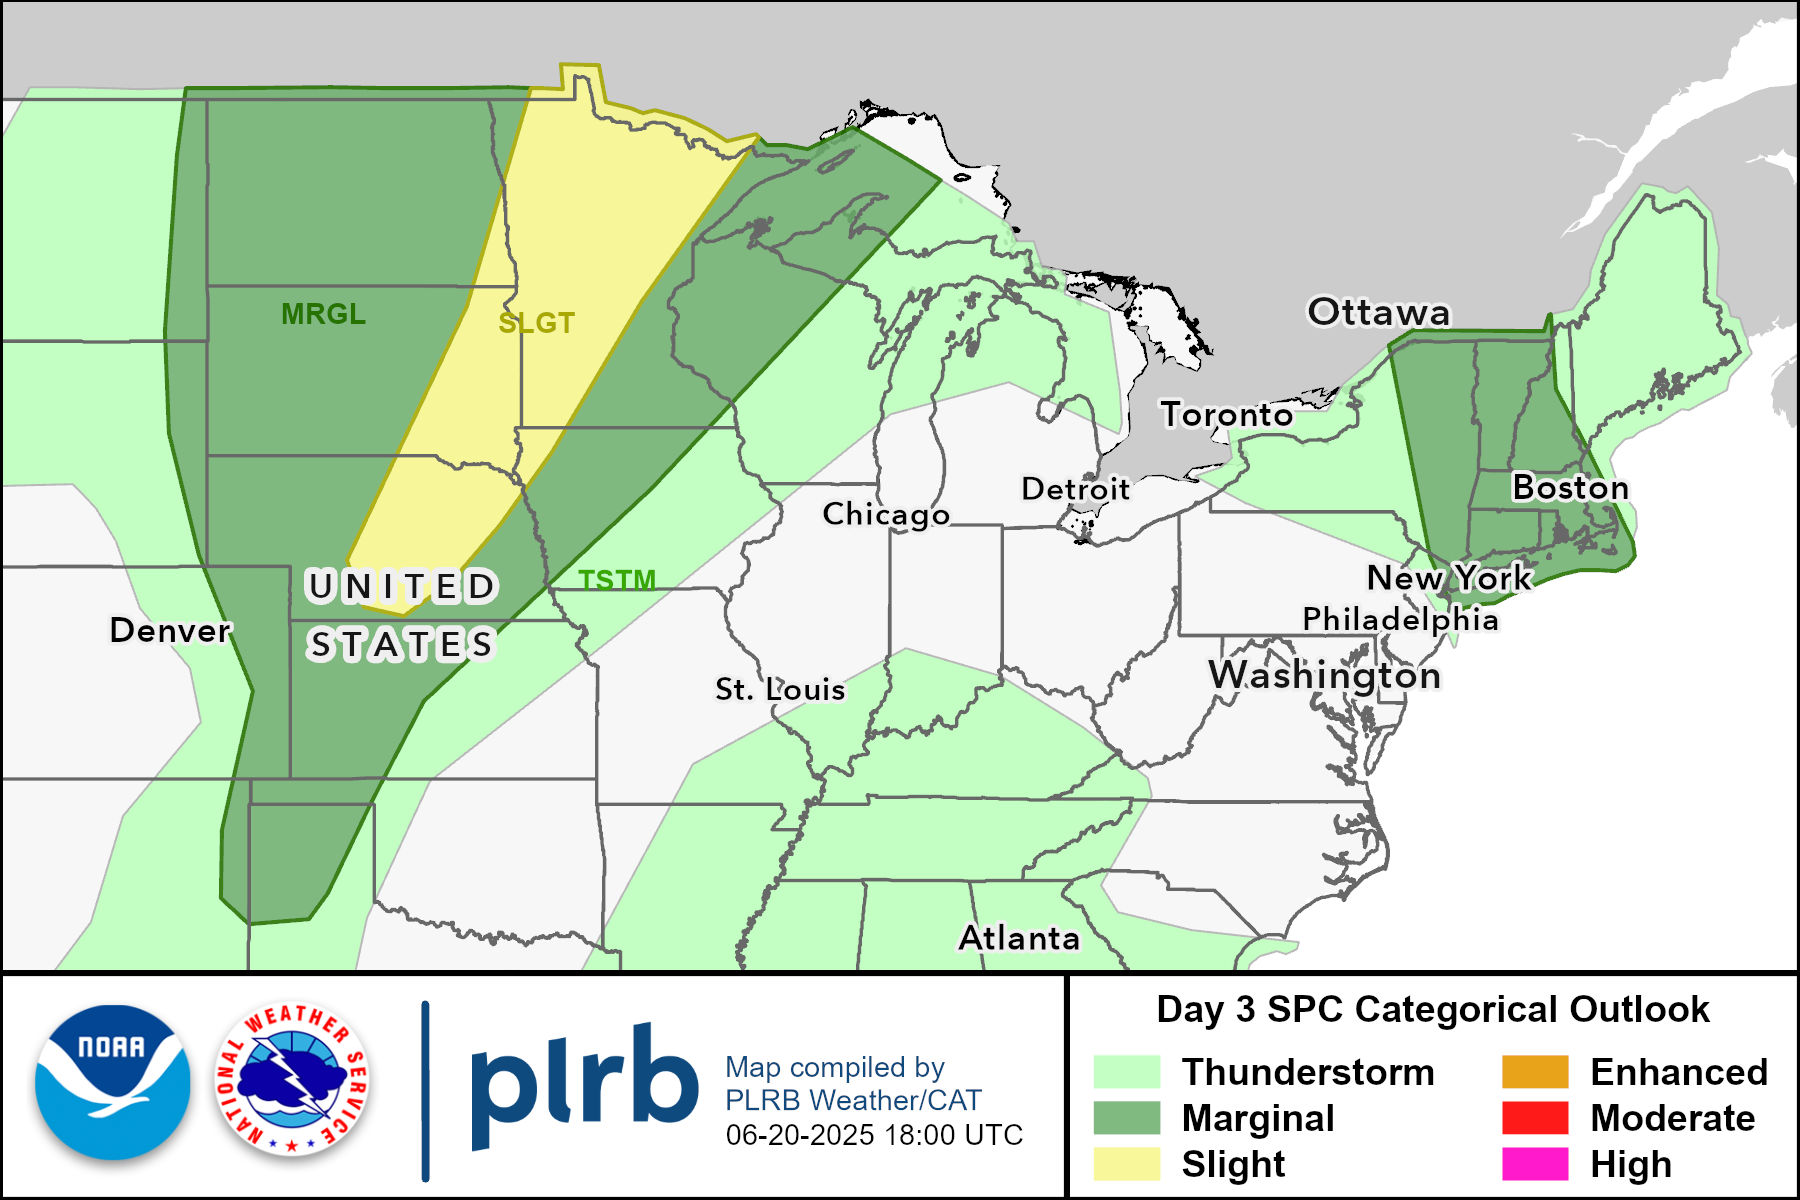 MRGL
SLGT
Ottawa
Toronto
Detroit
Boston
Chicago
UNITED
STATES
TSTM
New York
Philadelphia
Denver
Washington
St. Louis
Atlanta
NOAA
NATIONAL WEATHER SERVICE
plrb
Map compiled by
PLRB Weather/CAT
06-20-2025 18:00 UTC
Day 3 SPC Categorical Outlook
Thunderstorm
Marginal
Slight
Enhanced
Moderate
High